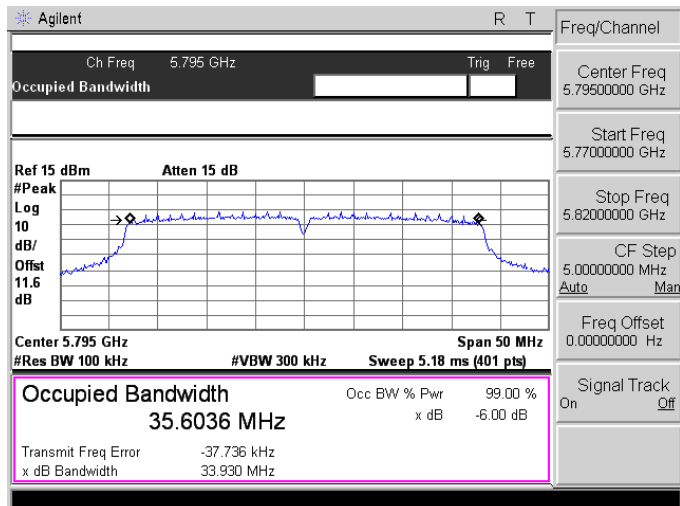 Agilent
R T
Ch Freq 5.795 GHz Trig Free
Occupied Bandwidth
Ref 15 dBm Atten 15 dB
#Peak
Log
10
dB/
Offst
11.6
dB
Center 5.795 GHz Span 50 MHz
#Res BW 100 kHz #VBW 300 kHz Sweep 5.18 ms (401 pts)
Occupied Bandwidth Occ BW % Pwr 99.00 %
35.6036 MHz x dB -6.00 dB
Transmit Freq Error -37.736 kHz
x dB Bandwidth 33.930 MHz
Freq/Channel
Center Freq
5.79500000 GHz
Start Freq
5.77000000 GHz
Stop Freq
5.82000000 GHz
CF Step
5.00000000 MHz
Auto Man
Freq Offset
0.00000000 Hz
Signal Track
On Off